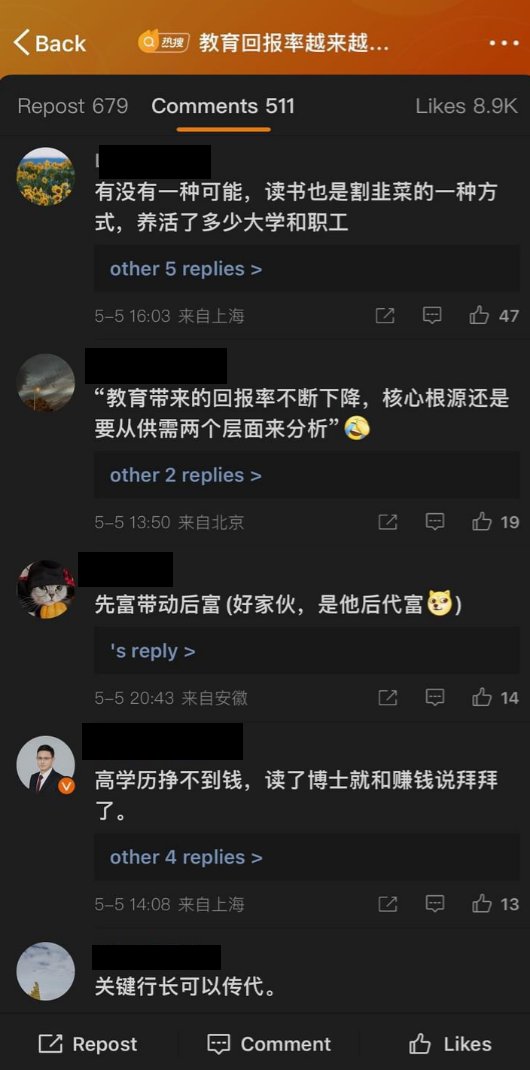 Back
热搜
教育回报率越来越...
Repost 679
Comments 511
Likes 8.9K
有没有一种可能，读书也是割韭菜的一种方
式，养活了多少大学和职工
other 5 replies >
5-5 16:03 来自上海
47
“教育带来的回报率不断下降，核心根源还是
要从供需两个层面来分析”
other 2 replies >
5-5 13:50 来自北京
19
先富带动后富(好家伙，是他后代富)
's reply >
5-5 20:43 来自安徽
14
高学历挣不到钱，读了博士就和赚钱说拜拜
了。
other 4 replies >
5-5 14:08 来自上海
13
关键行长可以传代。
Repost
Comment
Likes